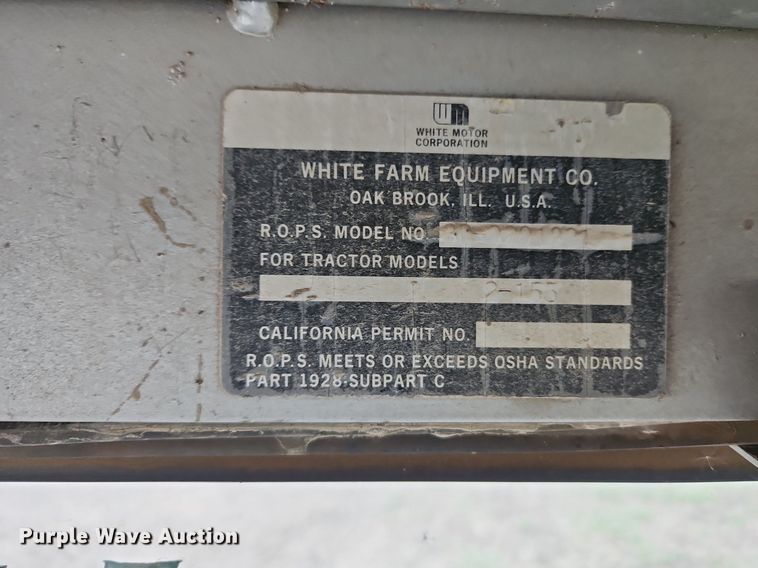 WM
WHITE MOTOR
CORPORATION
WHITE FARM EQUIPMENT CO.
OAK BROOK, ILL. U.S.A.
R.O.P.S. MODEL NO.
FOR TRACTOR MODELS
2-155
CALIFORNIA PERMIT NO.
R.O.P.S. MEETS OR EXCEEDS OSHA STANDARDS
PART 1928-SUBPART C
Purple Wave Auction